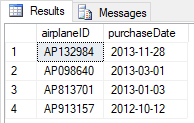 Results Messages
airplaneID purchaseDate
1 AP132984 2013-11-28
2 AP098640 2013-03-01
3 AP813701 2013-01-03
4 AP913157 2012-10-12